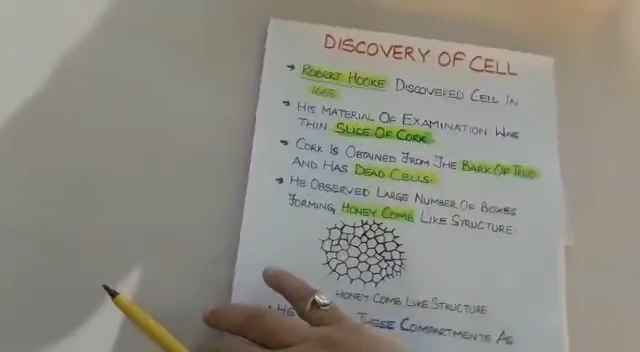 DISCOVERY OF CELL
→ ROBERT HOOKE DISCOVERED CELL IN
1665
→ HIS MATERIAL OF EXAMINATION WAS
THIN SLICE OF CORK.
→ CORK IS OBTAINED FROM THE BARK OF
AND HAS DEAD CELLS.
→ HE OBSERVED LARGE NUMBER OF BOXES
FORMING HONEY COMB LIKE STRUCTURE
HONEY COMB LIKE STRUCTURE
HE THESE COMPARTMENTS AS